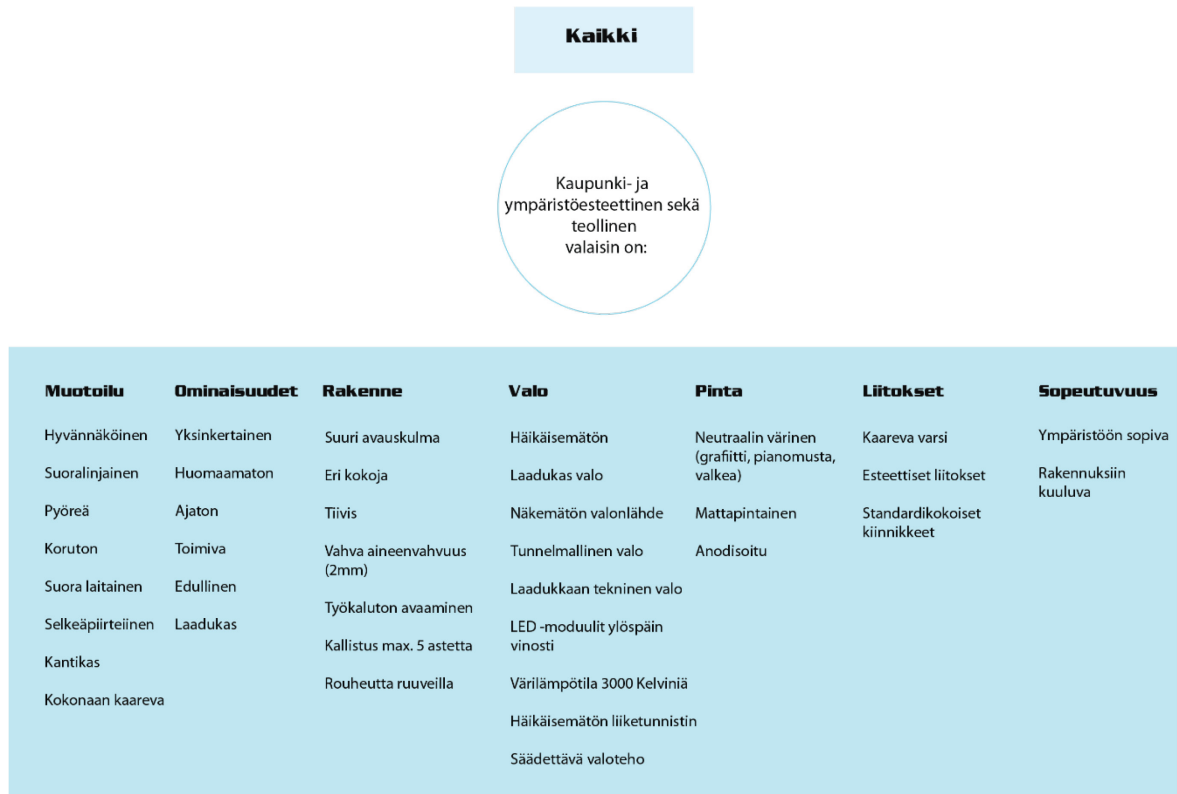 Kaikki
Kaupunki- ja
ympäristöesteettinen sekä
teollinen
valaisin on:
Muotoilu
Hyvännäköinen
Suoralinjainen
Pyöreä
Koruton
Suora laitainen
Selkeäpiirteiinen
Kantikas
Kokonaan kaareva
Ominaisuudet
Yksinkertainen
Huomaamaton
Ajaton
Toimiva
Edullinen
Laadukas
Rakenne
Suuri avauskulma
Eri kokoja
Tiivis
Vahva aineenvahvuus
(2mm)
Työkaluton avaaminen
Kallistus max. 5 astetta
Rouheutta ruuveilla
Valo
Häikäisemätön
Laadukas valo
Näkemätön valonlähde
Tunnelmallinen valo
Laadukkaan tekninen valo
LED -moduulit ylöspäin
vinosti
Värilämpötila 3000 Kelviniä
Häikäisemätön liiketunnistin
Säädettävä valoteho
Pinta
Neutraalin värinen
(grafiitti, pianomusta,
valkea)
Mattapintainen
Anodisoitu
Liitokset
Kaareva varsi
Esteettiset liitokset
Standardikokoiset
kiinnikkeet
Sopeutuvuus
Ympäristöön sopiva
Rakennuksiin
kuuluva